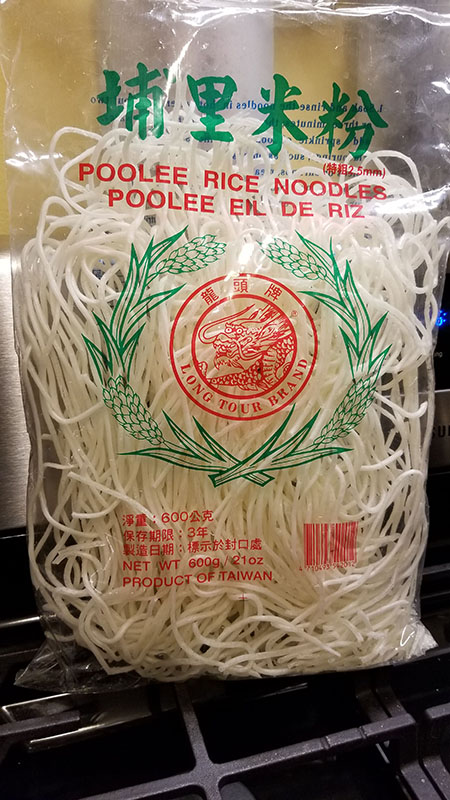 埔里米粉
(特粗2.5mm)
POOLEE RICE NOODLES
POOLEE FIL DE RIZ
龍頭牌
LONG TOUR BRAND
淨重：600公克
保存期限：3年
製造日期：標示於封口處
NET WT 600g/21oz
PRODUCT OF TAIWAN